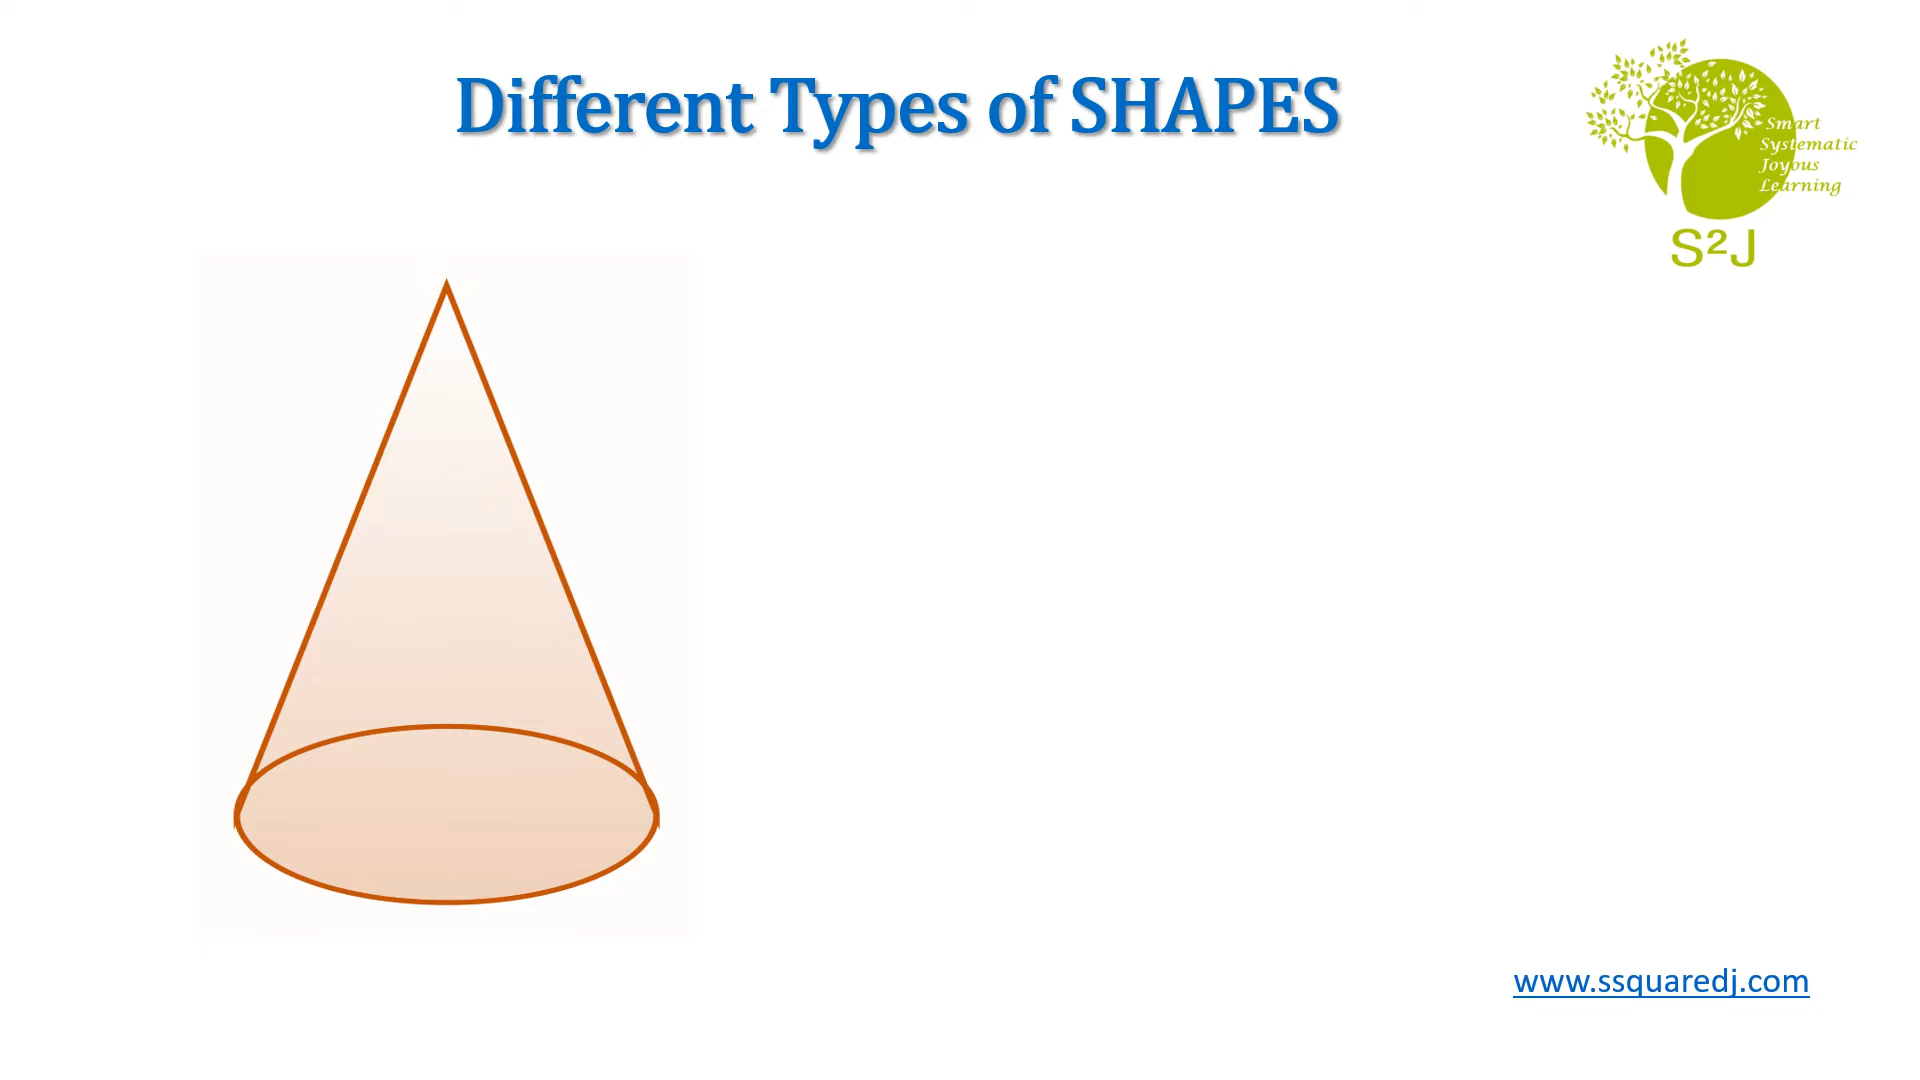 Different Types of SHAPES
Smart
Systematic
Joyous
Learning
S²J
www.ssquaredj.com